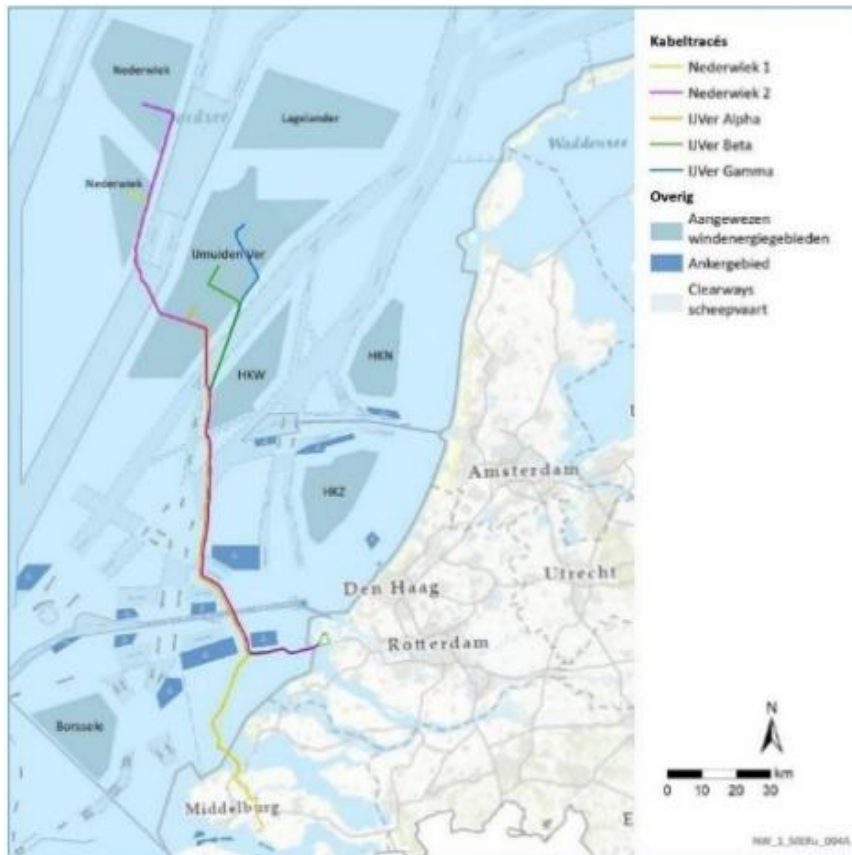 Nederwiek
Lagelander
Waddensee
Nederwiek
IJmuiden Ver
HKN
HKW
HKZ
Amsterdam
Den Haag
Utrecht
Rotterdam
Borssele
Middelburg
Kabeltracés
Nederwiek 1
Nederwiek 2
IJVer Alpha
IJVer Beta
IJVer Gamma
Overig
Aangewezen
windenergiegebieden
Ankergebied
Clearways
scheepvaart
N
km
0 10 20 30